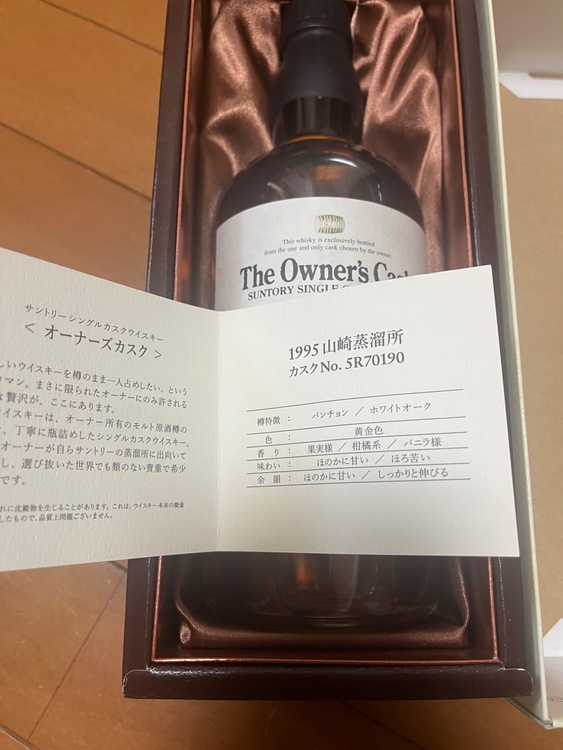 This whisky is exclusively bottled
from the one and only cask chosen by the owner.
The Owner's Cask
SUNTORY SINGLE
サントリーシングルカスクウイスキー
< オーナーズカスク >
しいウイスキーを樽のまま一人占めしたい、という
ワマン。まさに限られたオーナーにのみ許される
な贅沢が、ここにあります。
イスキーは、オーナー所有のモルト原酒樽の
、丁寧に瓶詰めしたシングルカスクウイスキー。
オーナーが自らサントリーの蒸溜所に出向いて
し、選び抜いた世界でも類のない貴重で希少
です。
れに沈殿物を生じることがあります。これは、ウイスキー本来の微量
したもので、品質上問題ございません。
1995 山崎蒸溜所
カスクNo. 5R70190
樽特徴 : パンチョン / ホワイトオーク
色 : 黄金色
香り : 果実様 / 柑橘系 / バニラ様
味わい : ほのかに甘い / ほろ苦い
余韻 : ほのかに甘い / しっかりと伸びる